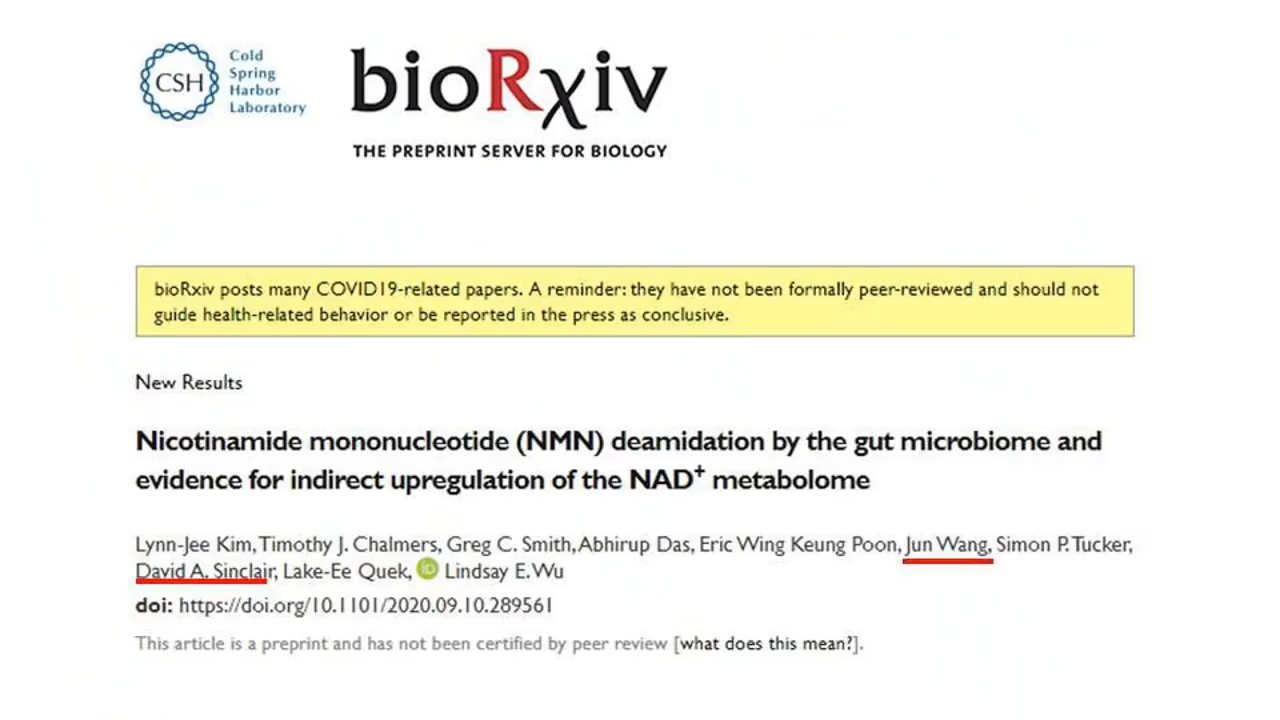 CSH
Cold
Spring
Harbor
Laboratory
bioRχiv
THE PREPRINT SERVER FOR BIOLOGY
bioRxiv posts many COVID19-related papers. A reminder: they have not been formally peer-reviewed and should not
guide health-related behavior or be reported in the press as conclusive.
New Results
Nicotinamide mononucleotide (NMN) deamidation by the gut microbiome and
evidence for indirect upregulation of the NAD⁺ metabolome
Lynn-Jee Kim, Timothy J. Chalmers, Greg C. Smith, Abhirup Das, Eric Wing Keung Poon, Jun Wang, Simon P. Tucker,
David A. Sinclair, Lake-Ee Quek, iD Lindsay E. Wu
doi: https://doi.org/10.1101/2020.09.10.289561
This article is a preprint and has not been certified by peer review [what does this mean?].